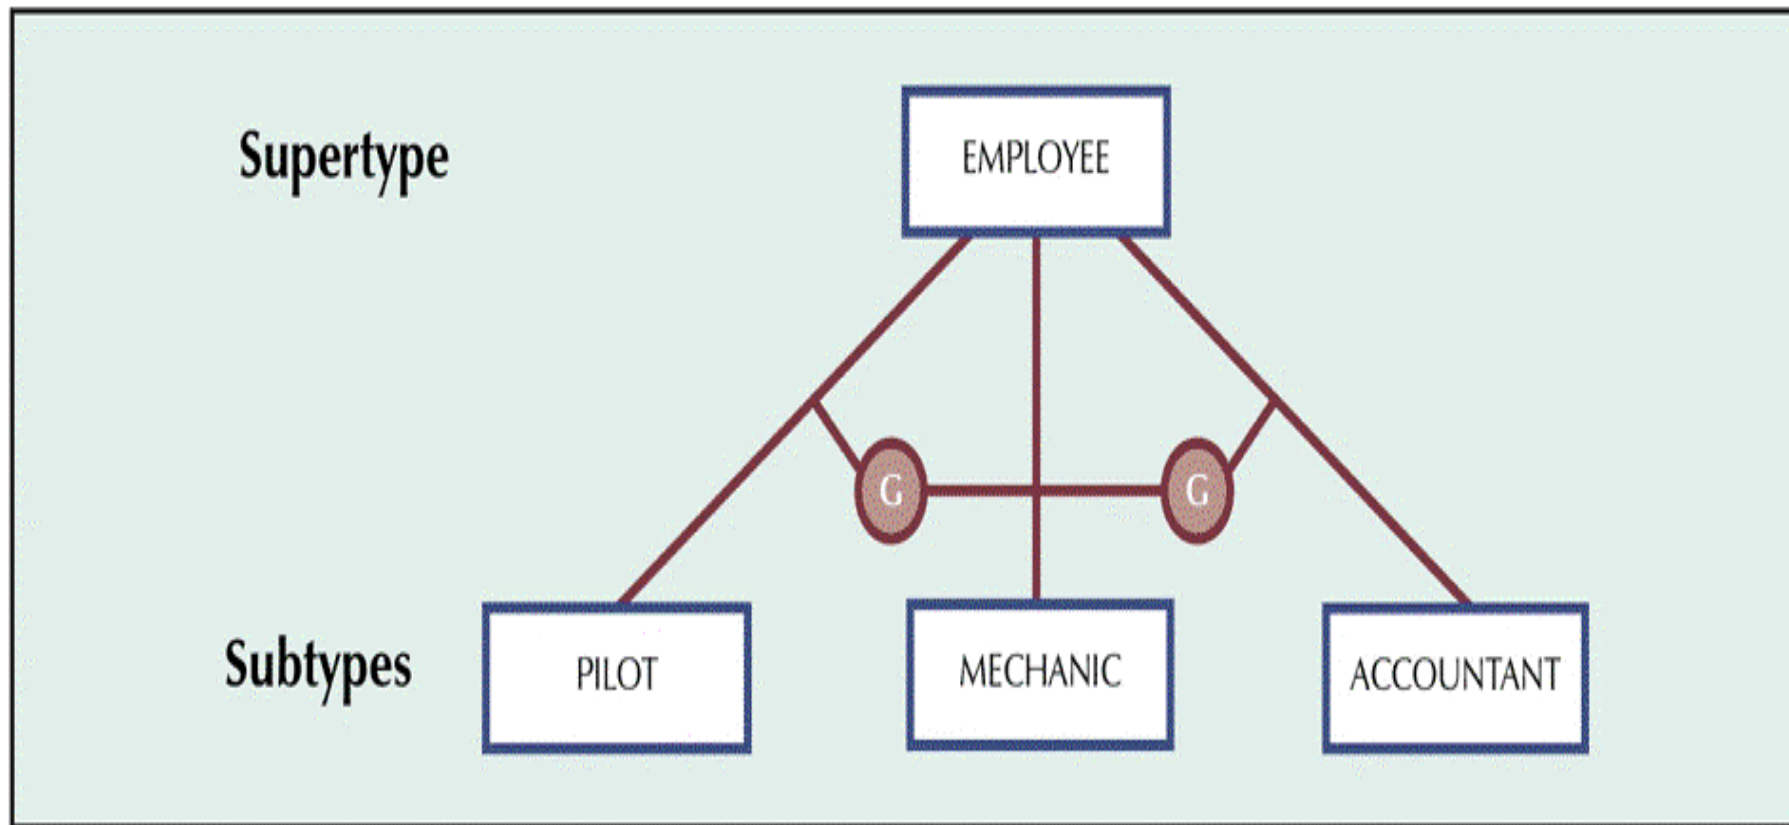 Supertype
EMPLOYEE
G
G
Subtypes
PILOT
MECHANIC
ACCOUNTANT